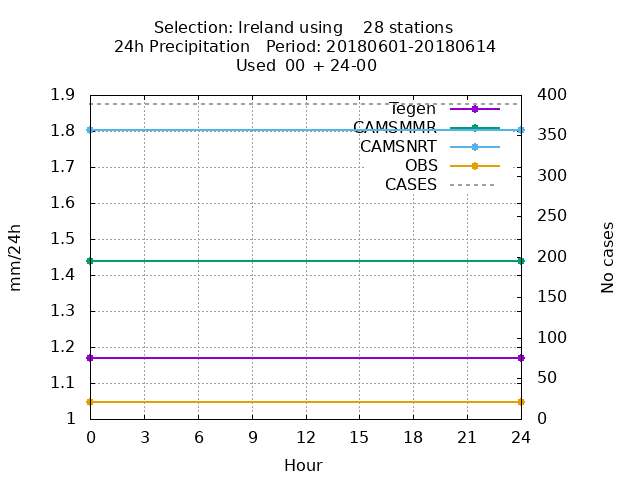 Selection: Ireland using    28 stations
24h Precipitation   Period: 20180601-20180614
Used  00 + 24-00
1.9
1.8
1.7
1.6
1.5
1.4
1.3
1.2
1.1
1
400
350
300
250
200
150
100
50
0
Tegen
CAMSMMR
CAMSNRT
OBS
CASES
mm/24h
No cases
0 3 6 9 12 15 18 21 24
Hour